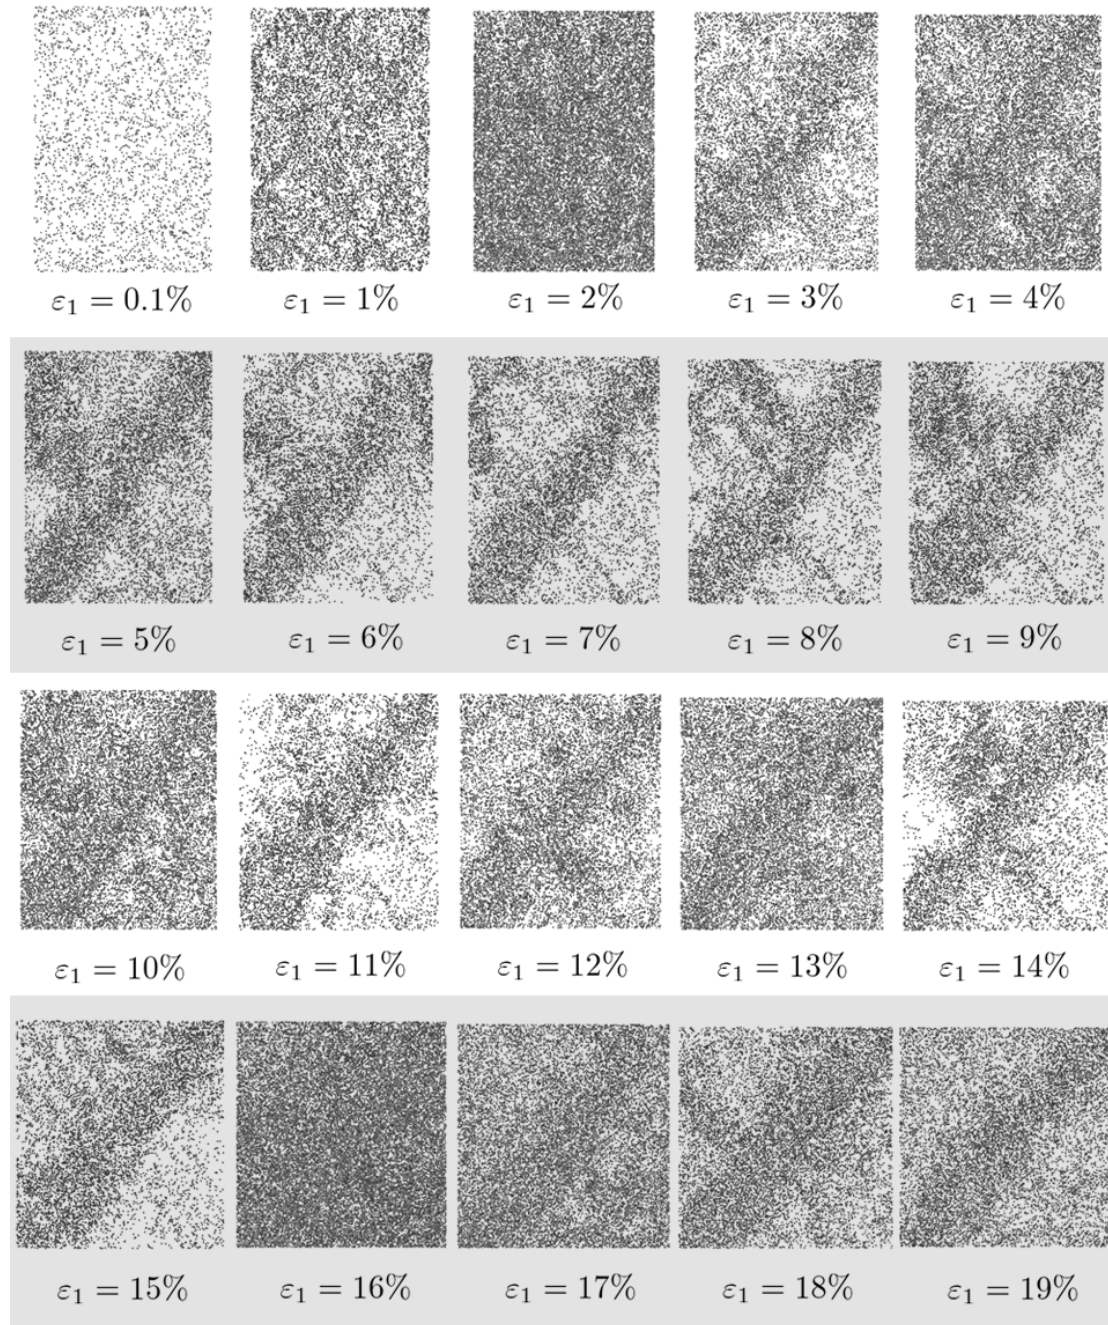 ε₁ = 0.1% ε₁ = 1% ε₁ = 2% ε₁ = 3% ε₁ = 4%
ε₁ = 5% ε₁ = 6% ε₁ = 7% ε₁ = 8% ε₁ = 9%
ε₁ = 10% ε₁ = 11% ε₁ = 12% ε₁ = 13% ε₁ = 14%
ε₁ = 15% ε₁ = 16% ε₁ = 17% ε₁ = 18% ε₁ = 19%